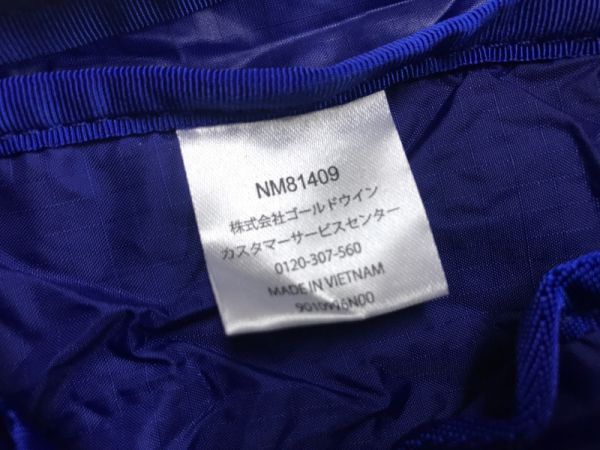 NM81409
株式会社ゴールドウイン
カスタマーサービスセンター
0120-307-560
MADE IN VIETNAM
9010996N00